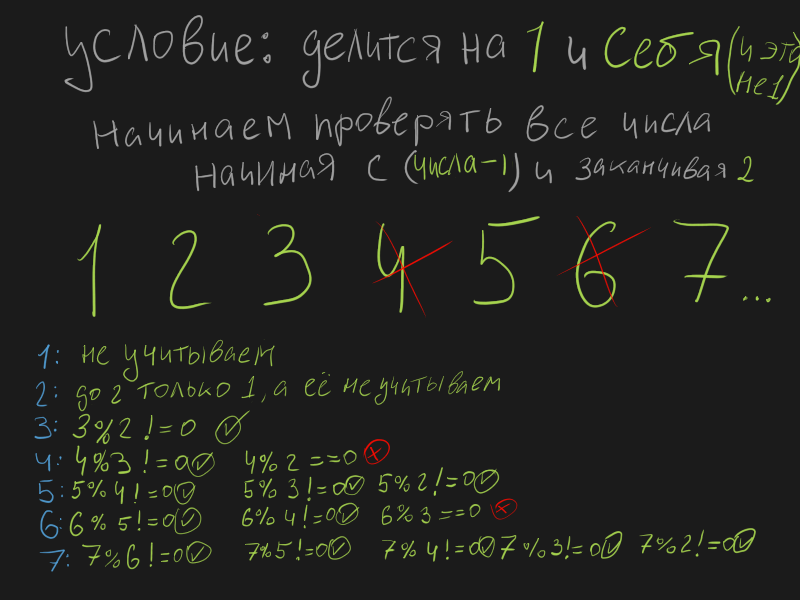 условие: делится на 1 и себя (и это не 1)
Начинаем проверять все числа
начиная с (числа-1) и заканчивая 2
1 2 3 4 5 6 7 ...
1: не учитываем
2: до 2 только 1, а её не учитываем
3: 3%2!=0
4: 4%3!=0 4%2==0
5: 5%4!=0 5%3!=0 5%2!=0
6: 6%5!=0 6%4!=0 6%3==0
7: 7%6!=0 7%5!=0 7%4!=0 7%3!=0 7%2!=0